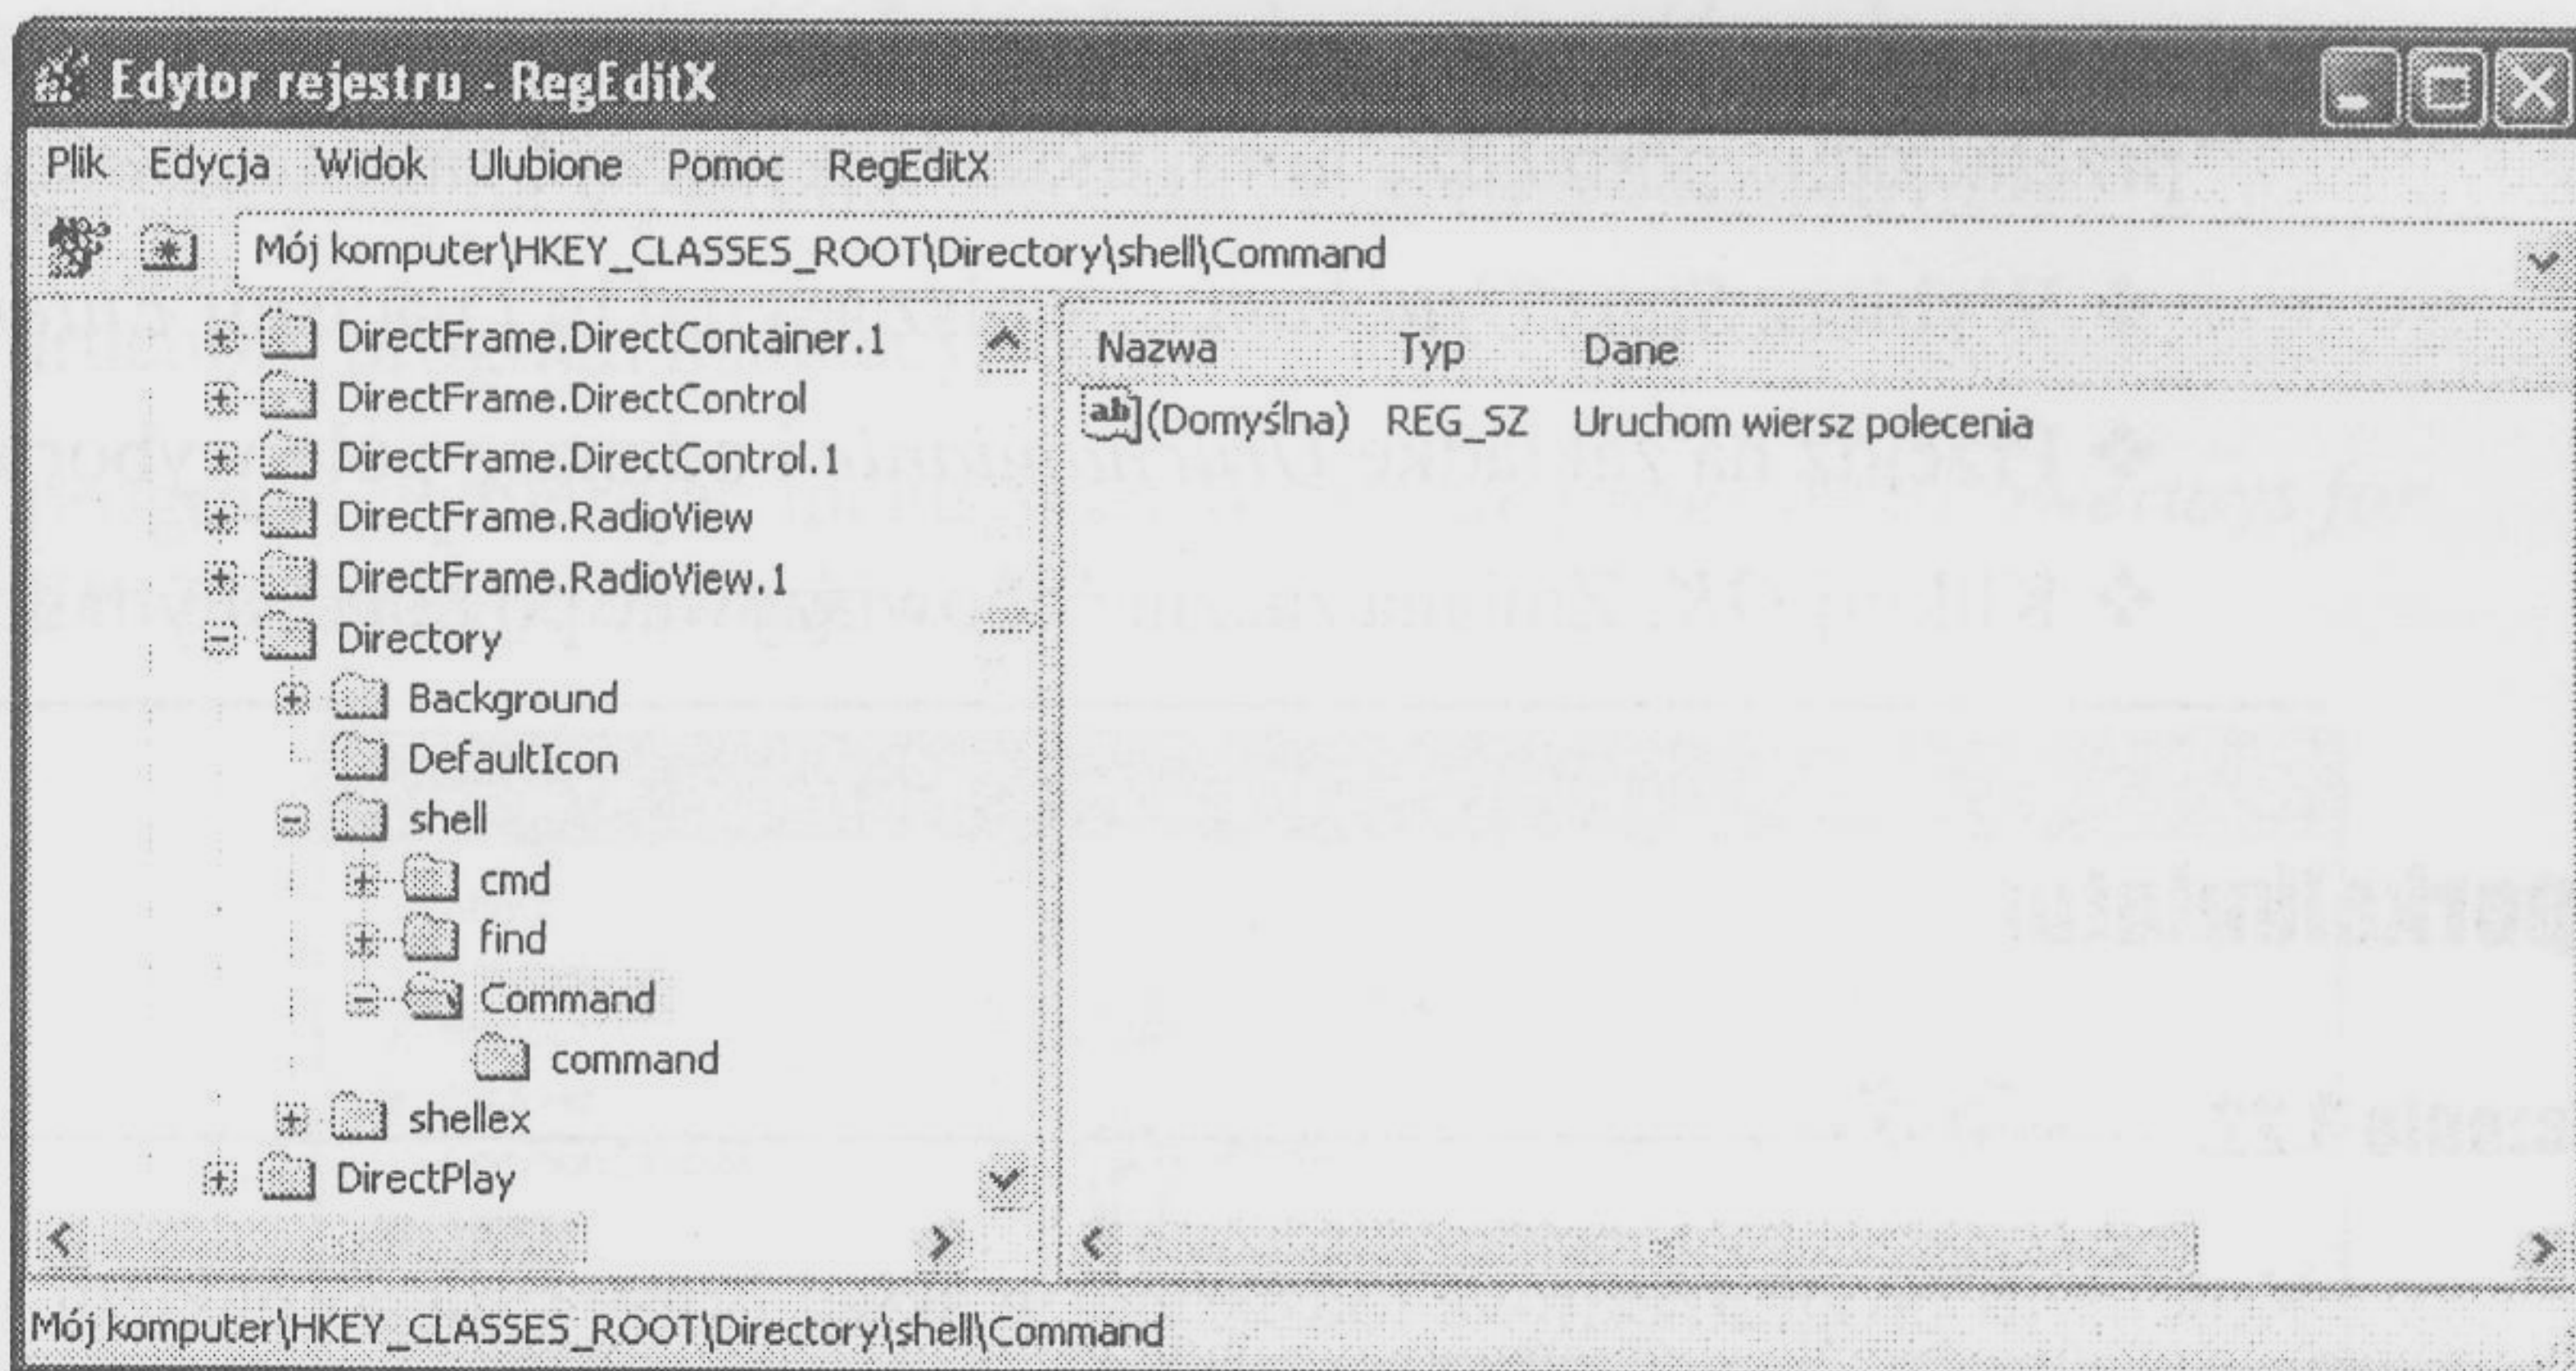 Edytor rejestru - RegEditX
Plik Edycja Widok Ulubione Pomoc RegEditX
Mój komputer\HKEY_CLASSES_ROOT\Directory\shell\Command
DirectFrame.DirectContainer.1
DirectFrame.DirectControl
DirectFrame.DirectControl.1
DirectFrame.RadioView
DirectFrame.RadioView.1
Directory
Background
DefaultIcon
shell
cmd
find
Command
command
shellex
DirectPlay
Nazwa Typ Dane
ab (Domyślna) REG_SZ Uruchom wiersz polecenia
Mój komputer\HKEY_CLASSES_ROOT\Directory\shell\Command